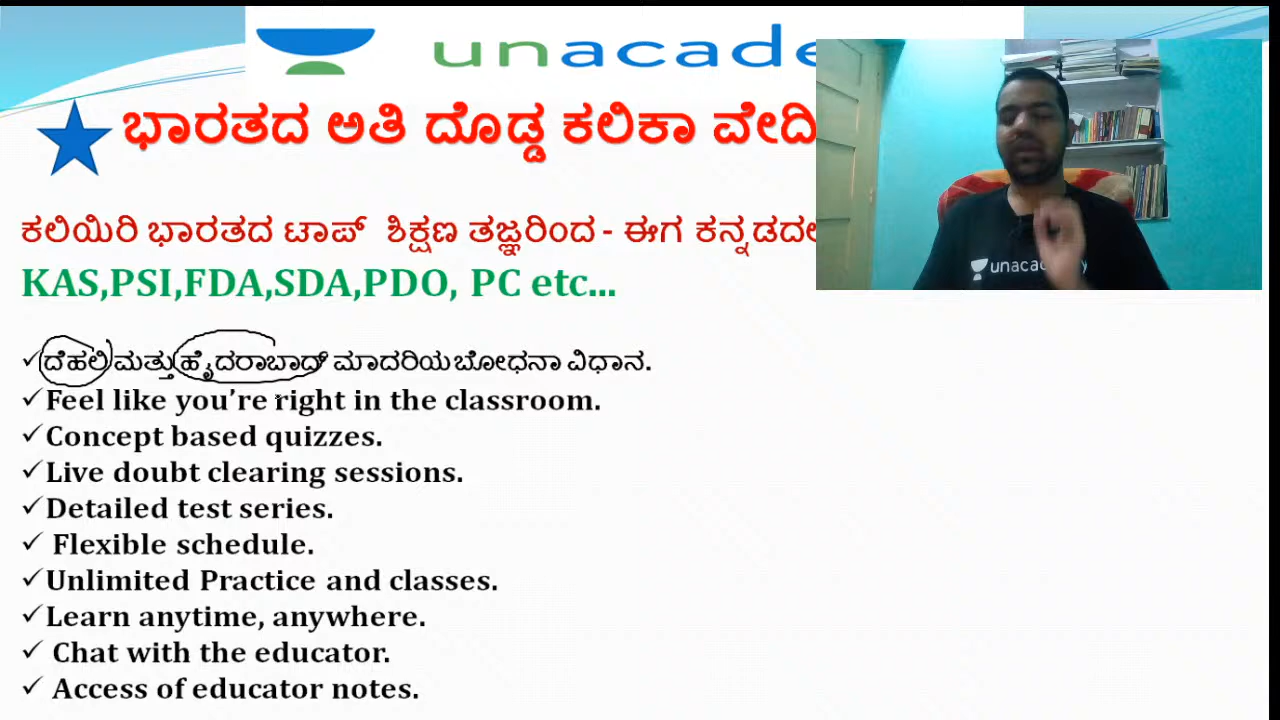 unacade
ಭಾರತದ ಅತಿ ದೊಡ್ಡ ಕಲಿಕಾ ವೇದಿ
ಕಲಿಯಿರಿ ಭಾರತದ ಟಾಪ್ ಶಿಕ್ಷಣ ತಜ್ಞರಿಂದ - ಈಗ ಕನ್ನಡದಲ
KAS,PSI,FDA,SDA,PDO, PC etc...
unacademy
✓ದೆಹಲಿ ಮತ್ತು ಹೈದರಾಬಾದ್ ಮಾದರಿಯ ಬೋಧನಾ ವಿಧಾನ.
✓Feel like you're right in the classroom.
✓Concept based quizzes.
✓Live doubt clearing sessions.
✓Detailed test series.
✓ Flexible schedule.
✓Unlimited Practice and classes.
✓Learn anytime, anywhere.
✓ Chat with the educator.
✓ Access of educator notes.